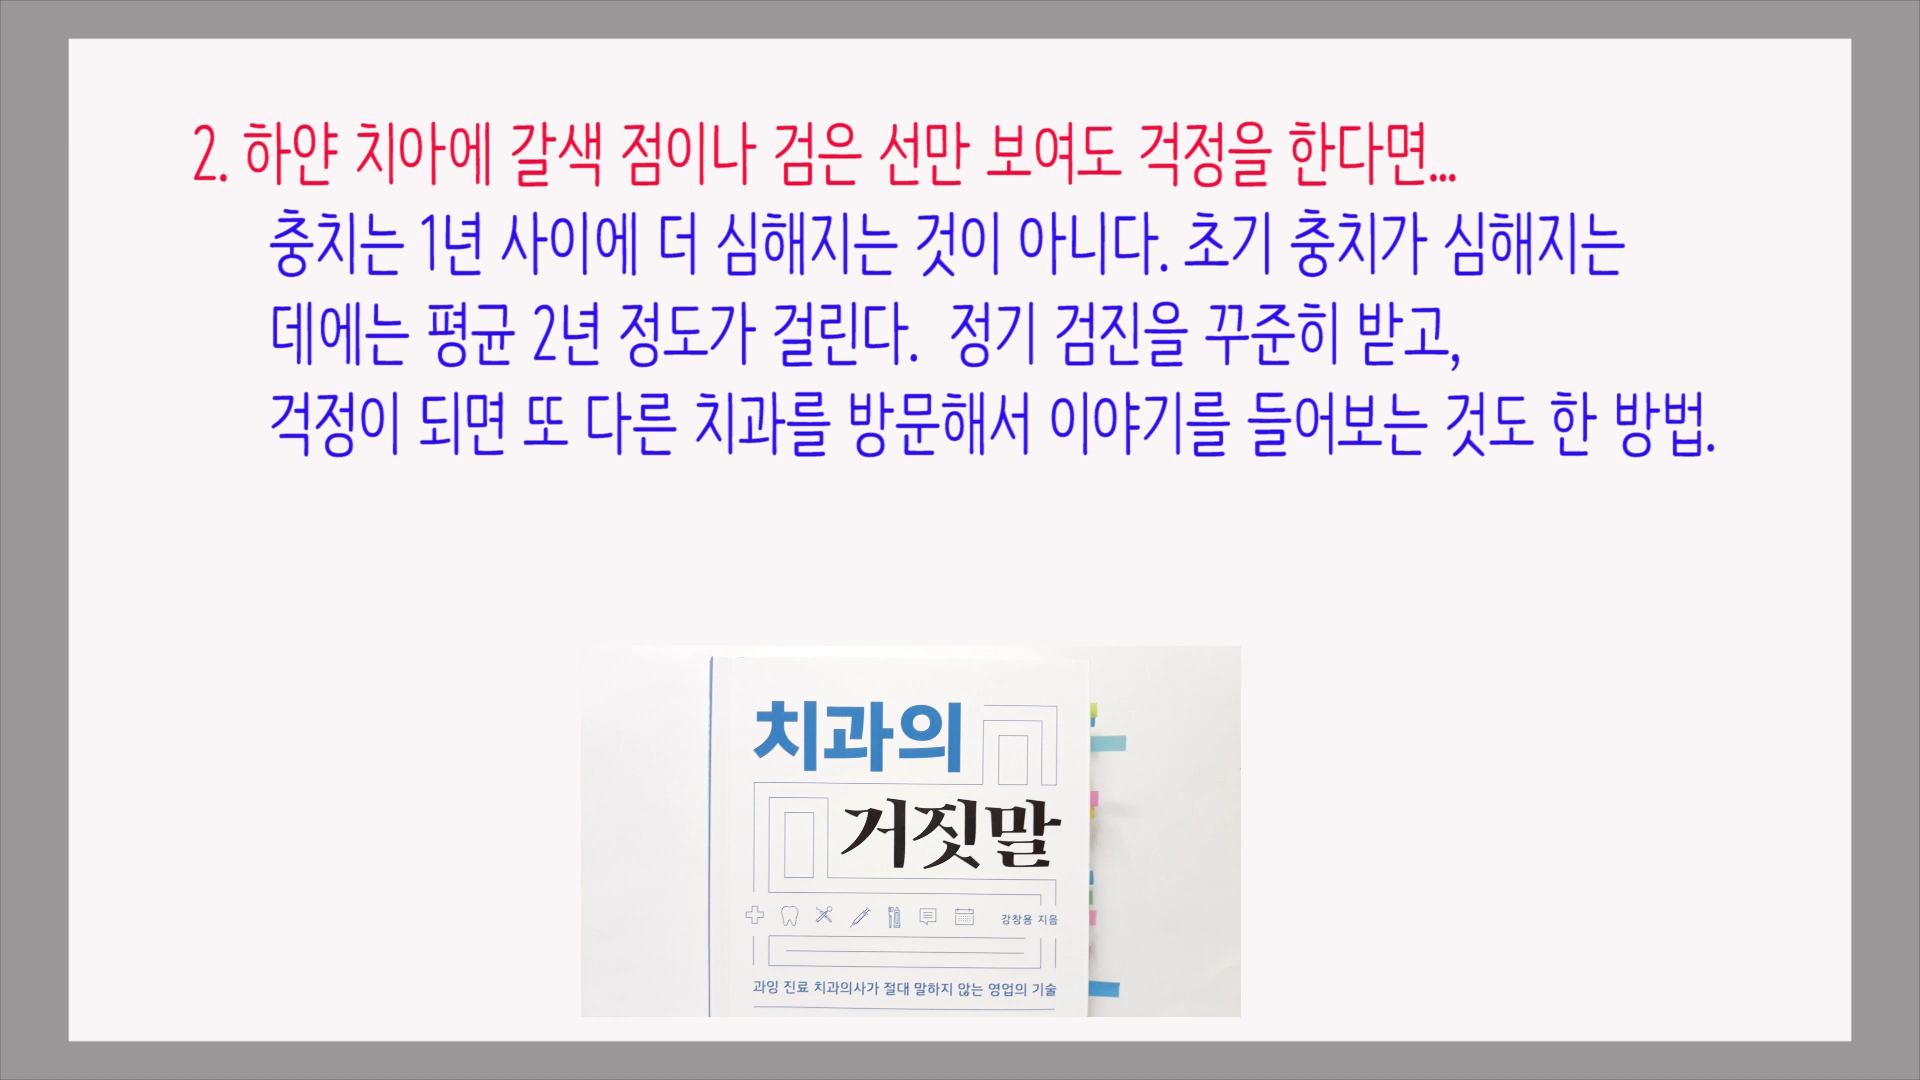 2. 하얀 치아에 갈색 점이나 검은 선만 보여도 걱정을 한다면...
충치는 1년 사이에 더 심해지는 것이 아니다. 초기 충치가 심해지는
데에는 평균 2년 정도가 걸린다. 정기 검진을 꾸준히 받고,
걱정이 되면 또 다른 치과를 방문해서 이야기를 들어보는 것도 한 방법.
치과의
거짓말
강창용 지음
과잉 진료 치과의사가 절대 말하지 않는 영업의 기술